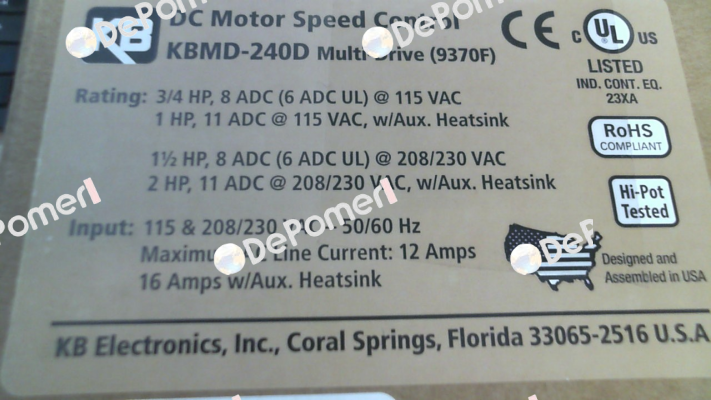 KB
DC Motor Speed Control
KBMD-240D Multi-Drive (9370F)
CE
c UL US
LISTED
IND. CONT. EQ.
23XA
Rating: 3/4 HP, 8 ADC (6 ADC UL) @ 115 VAC
1 HP, 11 ADC @ 115 VAC, w/Aux. Heatsink
RoHS
COMPLIANT
1½ HP, 8 ADC (6 ADC UL) @ 208/230 VAC
2 HP, 11 ADC @ 208/230 VAC, w/Aux. Heatsink
Hi-Pot
Tested
DePomerl
Input: 115 & 208/230 VAC - 50/60 Hz
DePomerl
DePomerl
Maximum AC Line Current: 12 Amps
16 Amps w/Aux. Heatsink
Designed and
Assembled in USA
KB Electronics, Inc., Coral Springs, Florida 33065-2516 U.S.A